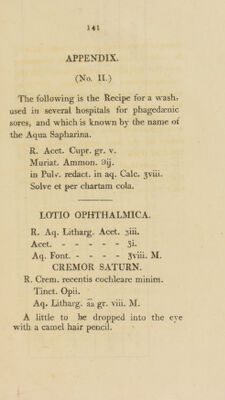 141
APPENDIX.
(No. II.)
The following is the Recipe for a wash,
used in several hospitals for phagedænic
sores, and which is known by the name of
the Aqua Sapharina.
R. Acet. Cupr. gr. v.
Muriat. Ammon. ℈ij.
in Pulv. redact. in aq. Calc. ʒviii.
Solve et per chartam cola.
LOTIO OPHTHALMICA.
R. Aq. Litharg. Acet. ʒiii.
Acet. - - - - - ʒi.
Aq. Font. - - - - ʒviii. M.
CREMOR SATURN.
R. Crem. recentis cochleare minim.
Tinct. Opii.
Aq. Litharg. āā gr. viii. M.
A little to be dropped into the eye
with a camel hair pencil.